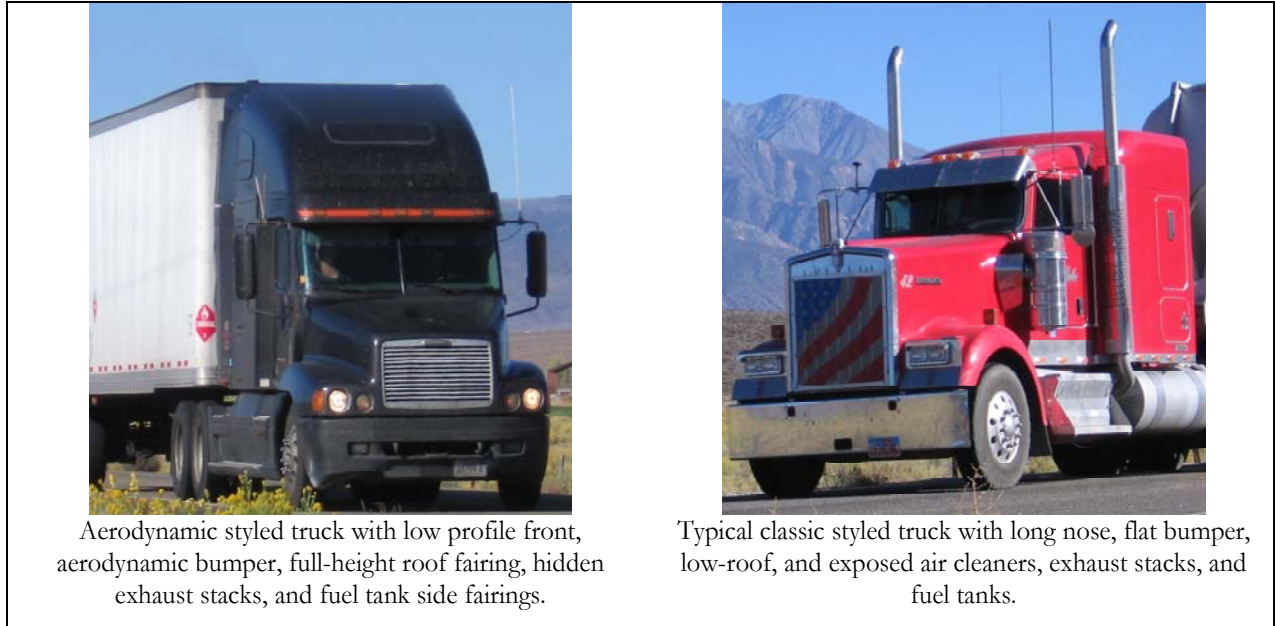 Aerodynamic styled truck with low profile front,
aerodynamic bumper, full-height roof fairing, hidden
exhaust stacks, and fuel tank side fairings.
Typical classic styled truck with long nose, flat bumper,
low-roof, and exposed air cleaners, exhaust stacks, and
fuel tanks.